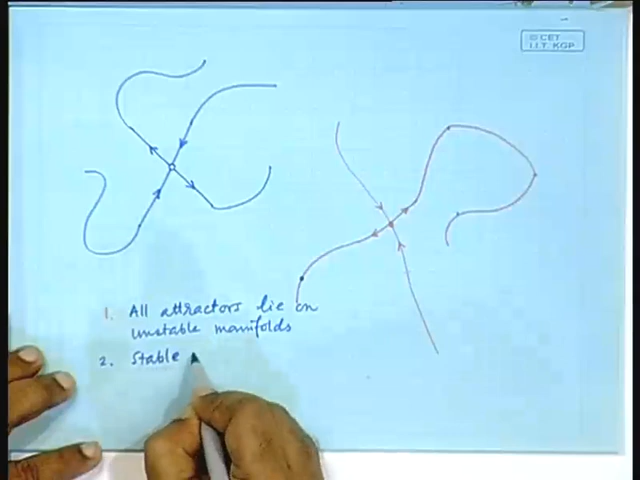 © CET
I.I.T. KGP
1. All attractors lie on
unstable manifolds
2. Stable